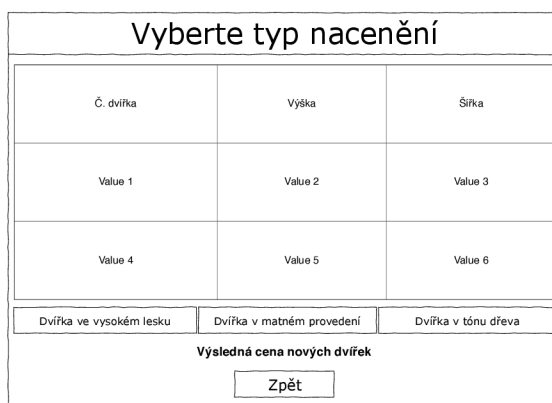 Vyberte typ nacenění
Č. dvířka Výška Šířka
Value 1 Value 2 Value 3
Value 4 Value 5 Value 6
Dvířka ve vysokém lesku Dvířka v matném provedení Dvířka v tónu dřeva
Výsledná cena nových dvířek
Zpět